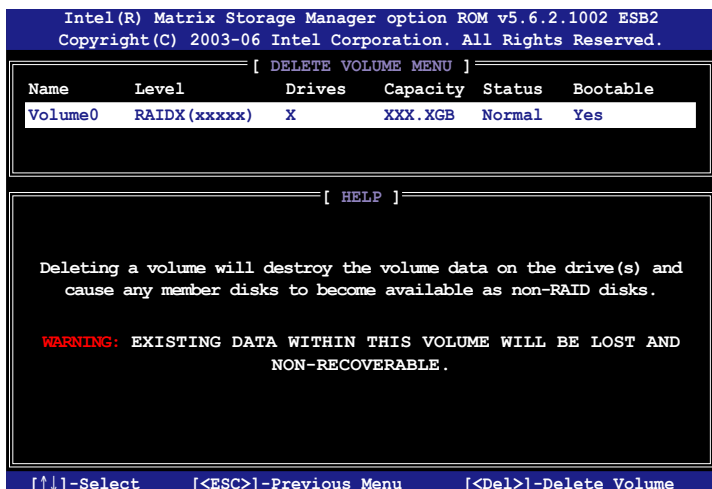 Intel(R) Matrix Storage Manager option ROM v5.6.2.1002 ESB2
Copyright(C) 2003-06 Intel Corporation. All Rights Reserved.
[ DELETE VOLUME MENU ]
Name Level Drives Capacity Status Bootable
Volume0 RAIDX(xxxxx) X XXX.XGB Normal Yes
[ HELP ]
Deleting a volume will destroy the volume data on the drive(s) and
cause any member disks to become available as non-RAID disks.
WARNING: EXISTING DATA WITHIN THIS VOLUME WILL BE LOST AND
NON-RECOVERABLE.
[↑↓]-Select [<ESC>]-Previous Menu [<Del>]-Delete Volume